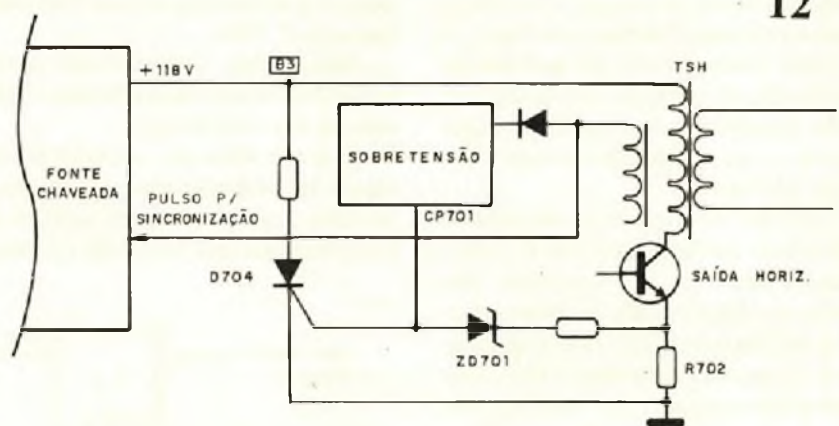 12
+118V
B3
TSH
FONTE
CHAVEADA
SOBRETENSÃO
PULSO P/
SINCRONIZAÇÃO
CP701
D704
SAÍDA HORIZ.
ZD701
R702